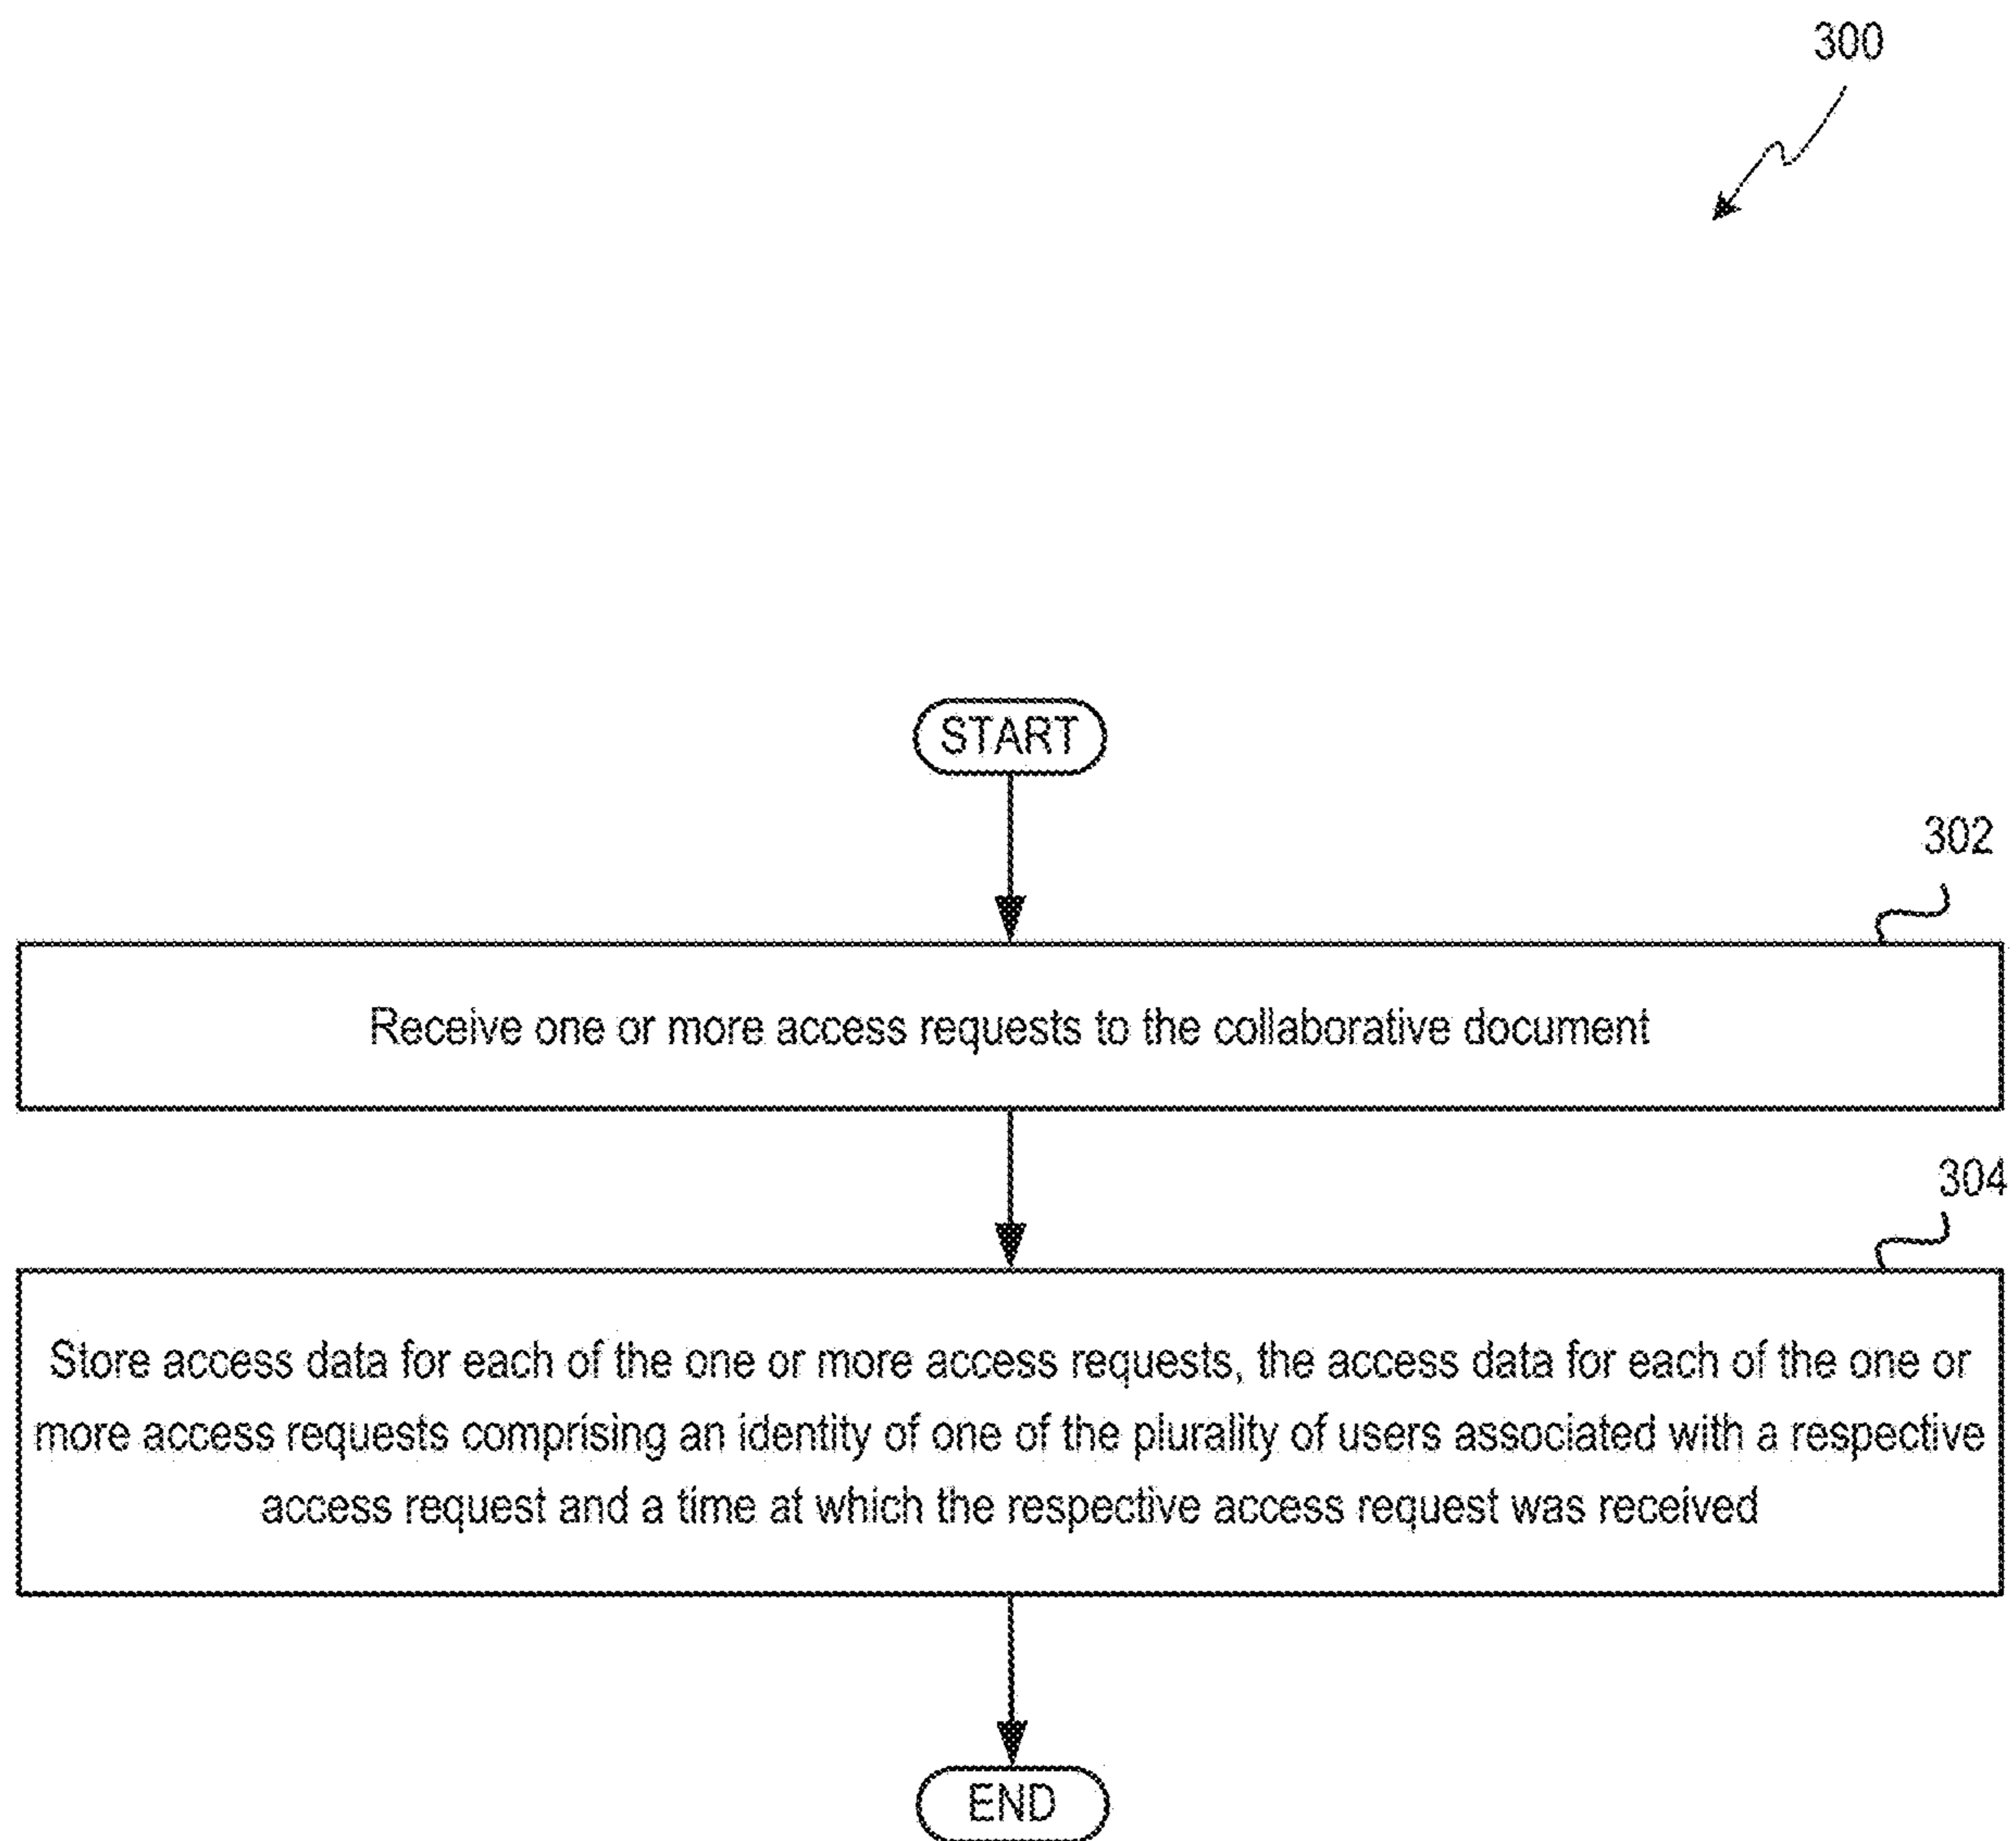 300
START
302
Receive one or more access requests to the collaborative document
304
Store access data for each of the one or more access requests, the access data for each of the one or
more access requests comprising an identity of one of the plurality of users associated with a respective
access request and a time at which the respective access request was received
END